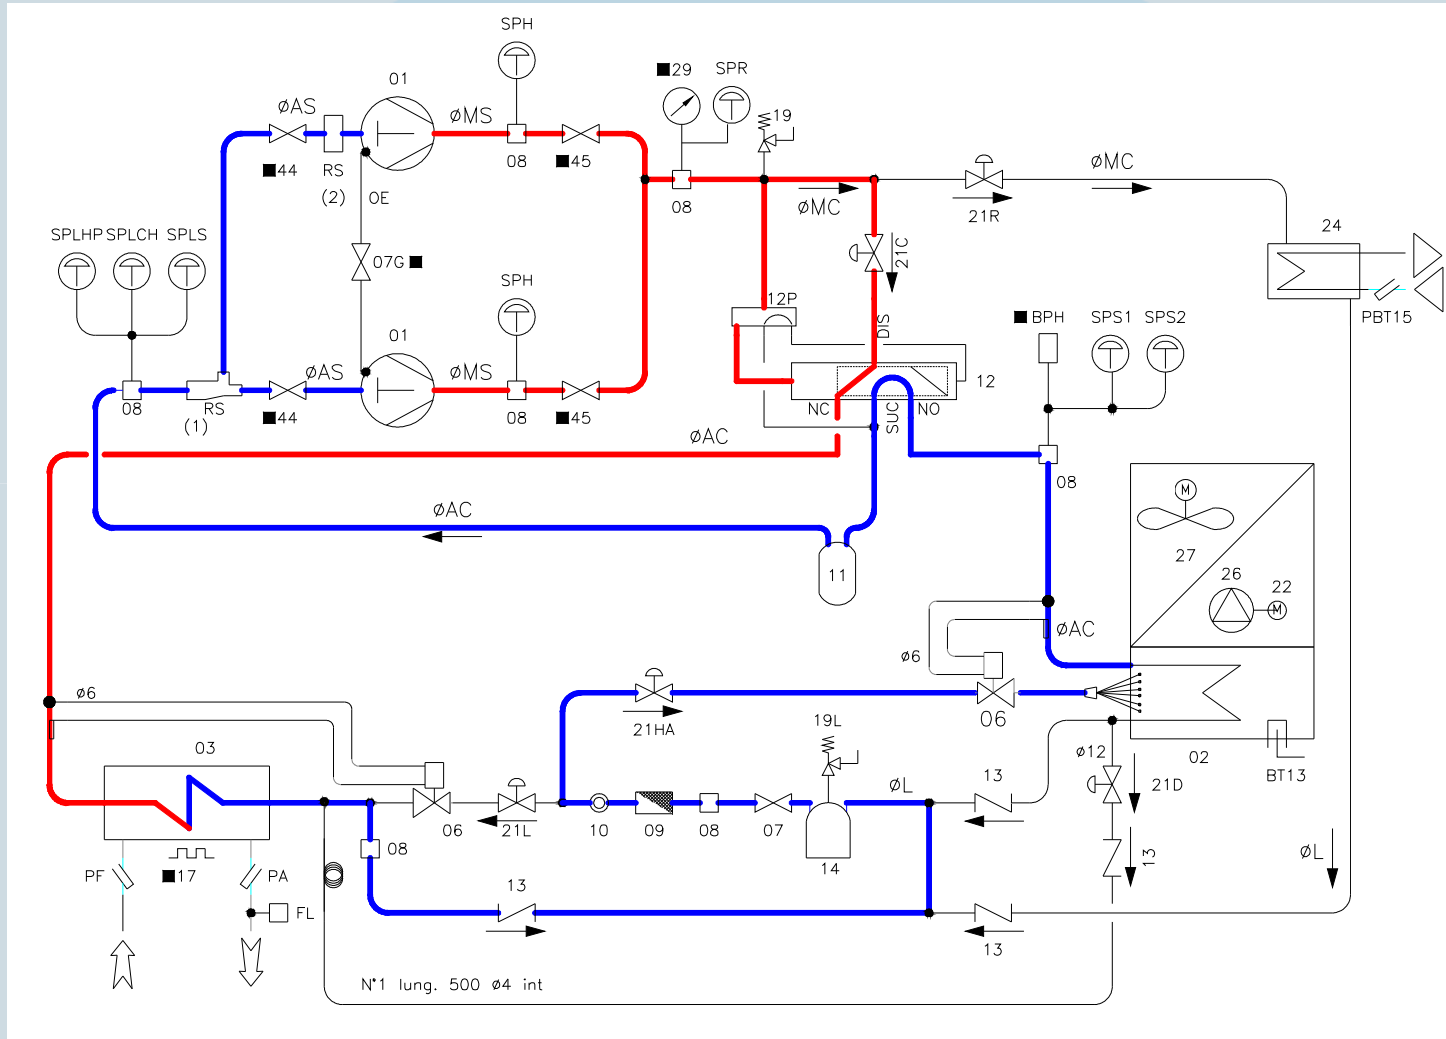 SPH
■29 SPR
01
19
øAS
øMS
■44
RS
(2)
08
■45
0E
08
øMC
øMC
21R
24
SPLHP SPLCH SPLS
07G ■
21C
SPH
12P
DIS
■ BPH
SPS1 SPS2
PBT15
01
øAS
øMS
12
08
RS
(1)
■44
08
■45
NC
SUC
NO
øAC
08
M
øAC
27
11
26
22
M
øAC
ø6
ø6
06
21HA
19L
03
ø12
02
BT13
21D
øL
13
06
21L
10
09
08
07
14
08
PF
■17
PA
13
13
øL
FL
13
N°1 lung. 500 ø4 int